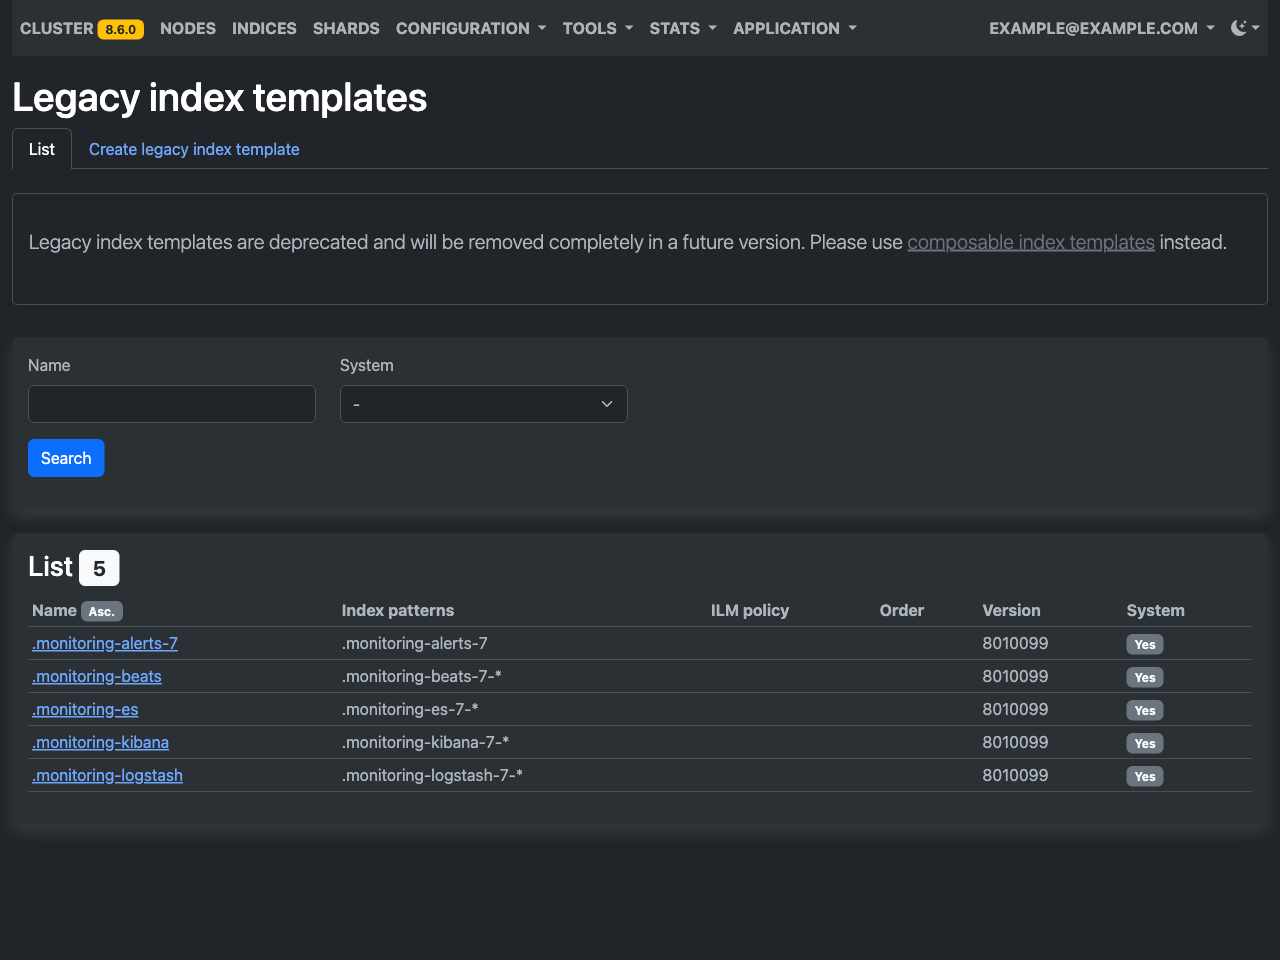 CLUSTER 8.6.0 NODES INDICES SHARDS CONFIGURATION TOOLS STATS APPLICATION EXAMPLE@EXAMPLE.COM
Legacy index templates
List Create legacy index template
Legacy index templates are deprecated and will be removed completely in a future version. Please use composable index templates instead.
Name System
-
Search
List 5
Name Asc. Index patterns ILM policy Order Version System
.monitoring-alerts-7 .monitoring-alerts-7 8010099 Yes
.monitoring-beats .monitoring-beats-7-* 8010099 Yes
.monitoring-es .monitoring-es-7-* 8010099 Yes
.monitoring-kibana .monitoring-kibana-7-* 8010099 Yes
.monitoring-logstash .monitoring-logstash-7-* 8010099 Yes